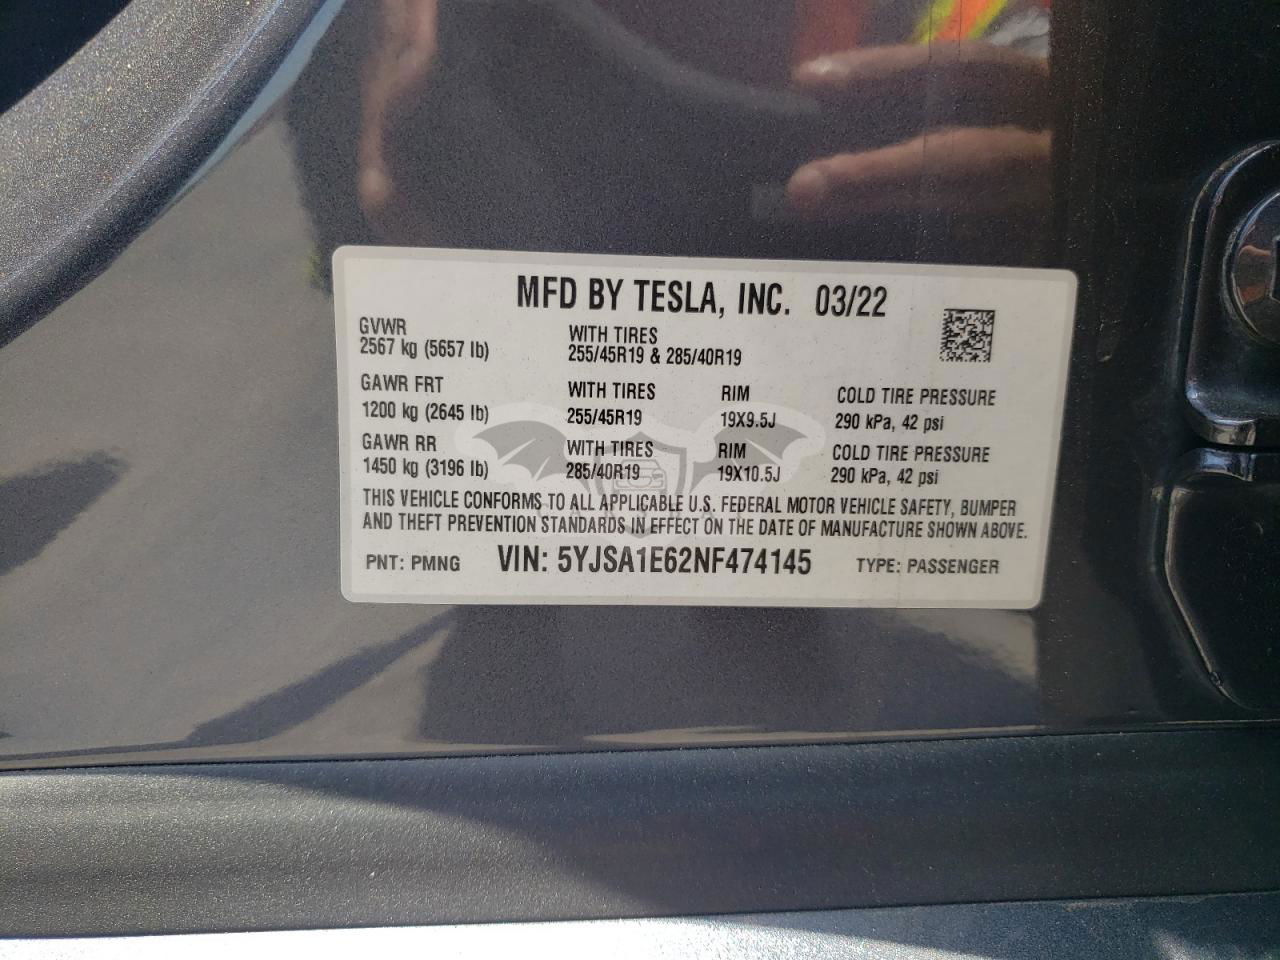 MFD BY TESLA, INC. 03/22
GVWR
2567 kg (5657 lb)
WITH TIRES
255/45R19 & 285/40R19
GAWR FRT
1200 kg (2645 lb)
WITH TIRES
255/45R19
RIM
19X9.5J
COLD TIRE PRESSURE
290 kPa, 42 psi
GAWR RR
1450 kg (3196 lb)
WITH TIRES
285/40R19
RIM
19X10.5J
COLD TIRE PRESSURE
290 kPa, 42 psi
THIS VEHICLE CONFORMS TO ALL APPLICABLE U.S. FEDERAL MOTOR VEHICLE SAFETY, BUMPER
AND THEFT PREVENTION STANDARDS IN EFFECT ON THE DATE OF MANUFACTURE SHOWN ABOVE.
PNT: PMNG VIN: 5YJSA1E62NF474145 TYPE: PASSENGER